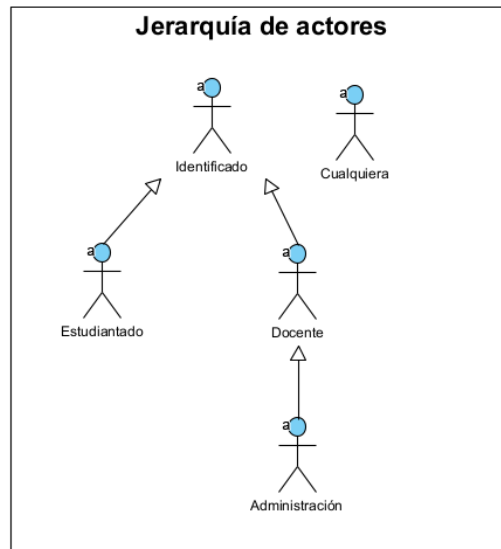 Jerarquía de actores
a
a
Identificado
Cualquiera
a
a
Estudiantado
Docente
a
Administración